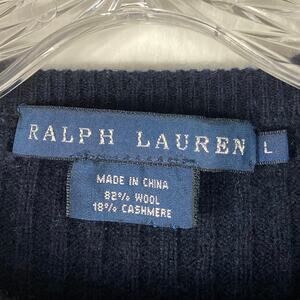 RALPH LAUREN L
MADE IN CHINA
82% WOOL
18% CASHMERE